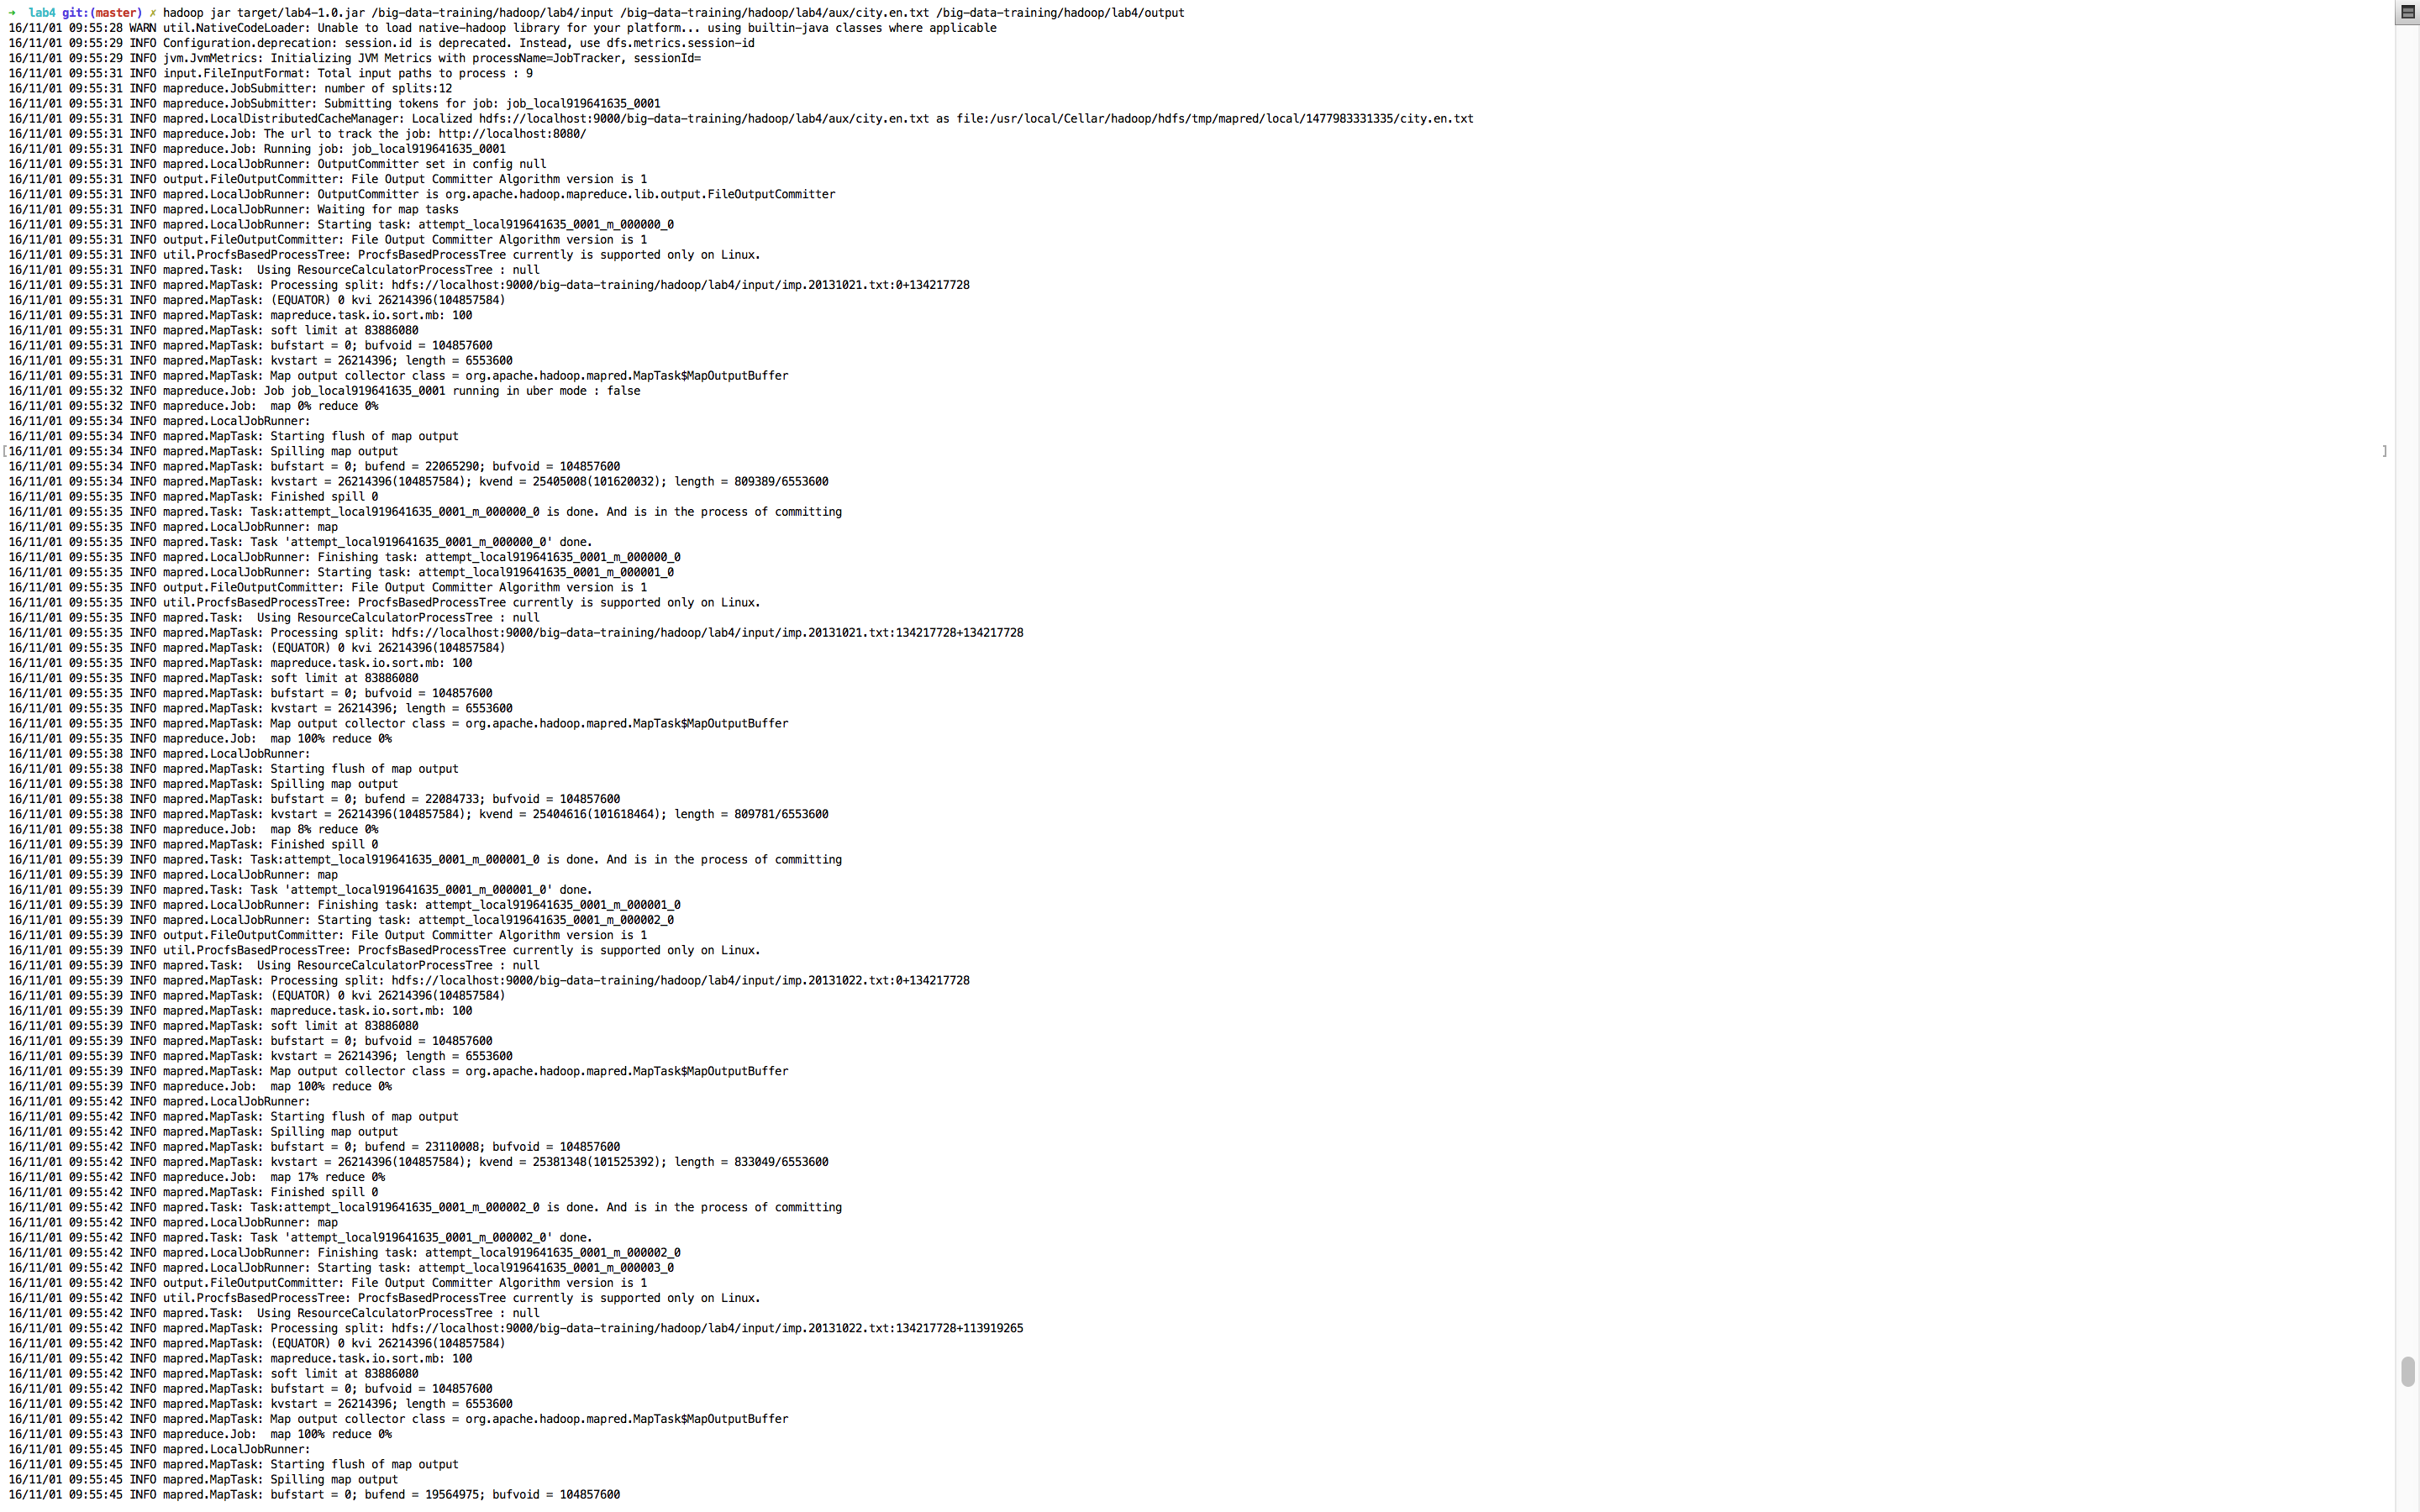 ➜  lab4 git:(master) ✗ hadoop jar target/lab4-1.0.jar /big-data-training/hadoop/lab4/input /big-data-training/hadoop/lab4/aux/city.en.txt /big-data-training/hadoop/lab4/output
16/11/01 09:55:28 WARN util.NativeCodeLoader: Unable to load native-hadoop library for your platform... using builtin-java classes where applicable
16/11/01 09:55:29 INFO Configuration.deprecation: session.id is deprecated. Instead, use dfs.metrics.session-id
16/11/01 09:55:29 INFO jvm.JvmMetrics: Initializing JVM Metrics with processName=JobTracker, sessionId=
16/11/01 09:55:31 INFO input.FileInputFormat: Total input paths to process : 9
16/11/01 09:55:31 INFO mapreduce.JobSubmitter: number of splits:12
16/11/01 09:55:31 INFO mapreduce.JobSubmitter: Submitting tokens for job: job_local919641635_0001
16/11/01 09:55:31 INFO mapred.LocalDistributedCacheManager: Localized hdfs://localhost:9000/big-data-training/hadoop/lab4/aux/city.en.txt as file:/usr/local/Cellar/hadoop/hdfs/tmp/mapred/local/1477983331335/city.en.txt
16/11/01 09:55:31 INFO mapreduce.Job: The url to track the job: http://localhost:8080/
16/11/01 09:55:31 INFO mapreduce.Job: Running job: job_local919641635_0001
16/11/01 09:55:31 INFO mapred.LocalJobRunner: OutputCommitter set in config null
16/11/01 09:55:31 INFO output.FileOutputCommitter: File Output Committer Algorithm version is 1
16/11/01 09:55:31 INFO mapred.LocalJobRunner: OutputCommitter is org.apache.hadoop.mapreduce.lib.output.FileOutputCommitter
16/11/01 09:55:31 INFO mapred.LocalJobRunner: Waiting for map tasks
16/11/01 09:55:31 INFO mapred.LocalJobRunner: Starting task: attempt_local919641635_0001_m_000000_0
16/11/01 09:55:31 INFO output.FileOutputCommitter: File Output Committer Algorithm version is 1
16/11/01 09:55:31 INFO util.ProcfsBasedProcessTree: ProcfsBasedProcessTree currently is supported only on Linux.
16/11/01 09:55:31 INFO mapred.Task:  Using ResourceCalculatorProcessTree : null
16/11/01 09:55:31 INFO mapred.MapTask: Processing split: hdfs://localhost:9000/big-data-training/hadoop/lab4/input/imp.20131021.txt:0+134217728
16/11/01 09:55:31 INFO mapred.MapTask: (EQUATOR) 0 kvi 26214396(104857584)
16/11/01 09:55:31 INFO mapred.MapTask: mapreduce.task.io.sort.mb: 100
16/11/01 09:55:31 INFO mapred.MapTask: soft limit at 83886080
16/11/01 09:55:31 INFO mapred.MapTask: bufstart = 0; bufvoid = 104857600
16/11/01 09:55:31 INFO mapred.MapTask: kvstart = 26214396; length = 6553600
16/11/01 09:55:31 INFO mapred.MapTask: Map output collector class = org.apache.hadoop.mapred.MapTask$MapOutputBuffer
16/11/01 09:55:32 INFO mapreduce.Job: Job job_local919641635_0001 running in uber mode : false
16/11/01 09:55:32 INFO mapreduce.Job:  map 0% reduce 0%
16/11/01 09:55:34 INFO mapred.LocalJobRunner:
16/11/01 09:55:34 INFO mapred.MapTask: Starting flush of map output
[16/11/01 09:55:34 INFO mapred.MapTask: Spilling map output ]
16/11/01 09:55:34 INFO mapred.MapTask: bufstart = 0; bufend = 22065290; bufvoid = 104857600
16/11/01 09:55:34 INFO mapred.MapTask: kvstart = 26214396(104857584); kvend = 25405008(101620032); length = 809389/6553600
16/11/01 09:55:35 INFO mapred.MapTask: Finished spill 0
16/11/01 09:55:35 INFO mapred.Task: Task:attempt_local919641635_0001_m_000000_0 is done. And is in the process of committing
16/11/01 09:55:35 INFO mapred.LocalJobRunner: map
16/11/01 09:55:35 INFO mapred.Task: Task 'attempt_local919641635_0001_m_000000_0' done.
16/11/01 09:55:35 INFO mapred.LocalJobRunner: Finishing task: attempt_local919641635_0001_m_000000_0
16/11/01 09:55:35 INFO mapred.LocalJobRunner: Starting task: attempt_local919641635_0001_m_000001_0
16/11/01 09:55:35 INFO output.FileOutputCommitter: File Output Committer Algorithm version is 1
16/11/01 09:55:35 INFO util.ProcfsBasedProcessTree: ProcfsBasedProcessTree currently is supported only on Linux.
16/11/01 09:55:35 INFO mapred.Task:  Using ResourceCalculatorProcessTree : null
16/11/01 09:55:35 INFO mapred.MapTask: Processing split: hdfs://localhost:9000/big-data-training/hadoop/lab4/input/imp.20131021.txt:134217728+134217728
16/11/01 09:55:35 INFO mapred.MapTask: (EQUATOR) 0 kvi 26214396(104857584)
16/11/01 09:55:35 INFO mapred.MapTask: mapreduce.task.io.sort.mb: 100
16/11/01 09:55:35 INFO mapred.MapTask: soft limit at 83886080
16/11/01 09:55:35 INFO mapred.MapTask: bufstart = 0; bufvoid = 104857600
16/11/01 09:55:35 INFO mapred.MapTask: kvstart = 26214396; length = 6553600
16/11/01 09:55:35 INFO mapred.MapTask: Map output collector class = org.apache.hadoop.mapred.MapTask$MapOutputBuffer
16/11/01 09:55:35 INFO mapreduce.Job:  map 100% reduce 0%
16/11/01 09:55:38 INFO mapred.LocalJobRunner:
16/11/01 09:55:38 INFO mapred.MapTask: Starting flush of map output
16/11/01 09:55:38 INFO mapred.MapTask: Spilling map output
16/11/01 09:55:38 INFO mapred.MapTask: bufstart = 0; bufend = 22084733; bufvoid = 104857600
16/11/01 09:55:38 INFO mapred.MapTask: kvstart = 26214396(104857584); kvend = 25404616(101618464); length = 809781/6553600
16/11/01 09:55:38 INFO mapreduce.Job:  map 8% reduce 0%
16/11/01 09:55:39 INFO mapred.MapTask: Finished spill 0
16/11/01 09:55:39 INFO mapred.Task: Task:attempt_local919641635_0001_m_000001_0 is done. And is in the process of committing
16/11/01 09:55:39 INFO mapred.LocalJobRunner: map
16/11/01 09:55:39 INFO mapred.Task: Task 'attempt_local919641635_0001_m_000001_0' done.
16/11/01 09:55:39 INFO mapred.LocalJobRunner: Finishing task: attempt_local919641635_0001_m_000001_0
16/11/01 09:55:39 INFO mapred.LocalJobRunner: Starting task: attempt_local919641635_0001_m_000002_0
16/11/01 09:55:39 INFO output.FileOutputCommitter: File Output Committer Algorithm version is 1
16/11/01 09:55:39 INFO util.ProcfsBasedProcessTree: ProcfsBasedProcessTree currently is supported only on Linux.
16/11/01 09:55:39 INFO mapred.Task:  Using ResourceCalculatorProcessTree : null
16/11/01 09:55:39 INFO mapred.MapTask: Processing split: hdfs://localhost:9000/big-data-training/hadoop/lab4/input/imp.20131022.txt:0+134217728
16/11/01 09:55:39 INFO mapred.MapTask: (EQUATOR) 0 kvi 26214396(104857584)
16/11/01 09:55:39 INFO mapred.MapTask: mapreduce.task.io.sort.mb: 100
16/11/01 09:55:39 INFO mapred.MapTask: soft limit at 83886080
16/11/01 09:55:39 INFO mapred.MapTask: bufstart = 0; bufvoid = 104857600
16/11/01 09:55:39 INFO mapred.MapTask: kvstart = 26214396; length = 6553600
16/11/01 09:55:39 INFO mapred.MapTask: Map output collector class = org.apache.hadoop.mapred.MapTask$MapOutputBuffer
16/11/01 09:55:39 INFO mapreduce.Job:  map 100% reduce 0%
16/11/01 09:55:42 INFO mapred.LocalJobRunner:
16/11/01 09:55:42 INFO mapred.MapTask: Starting flush of map output
16/11/01 09:55:42 INFO mapred.MapTask: Spilling map output
16/11/01 09:55:42 INFO mapred.MapTask: bufstart = 0; bufend = 23110008; bufvoid = 104857600
16/11/01 09:55:42 INFO mapred.MapTask: kvstart = 26214396(104857584); kvend = 25381348(101525392); length = 833049/6553600
16/11/01 09:55:42 INFO mapreduce.Job:  map 17% reduce 0%
16/11/01 09:55:42 INFO mapred.MapTask: Finished spill 0
16/11/01 09:55:42 INFO mapred.Task: Task:attempt_local919641635_0001_m_000002_0 is done. And is in the process of committing
16/11/01 09:55:42 INFO mapred.LocalJobRunner: map
16/11/01 09:55:42 INFO mapred.Task: Task 'attempt_local919641635_0001_m_000002_0' done.
16/11/01 09:55:42 INFO mapred.LocalJobRunner: Finishing task: attempt_local919641635_0001_m_000002_0
16/11/01 09:55:42 INFO mapred.LocalJobRunner: Starting task: attempt_local919641635_0001_m_000003_0
16/11/01 09:55:42 INFO output.FileOutputCommitter: File Output Committer Algorithm version is 1
16/11/01 09:55:42 INFO util.ProcfsBasedProcessTree: ProcfsBasedProcessTree currently is supported only on Linux.
16/11/01 09:55:42 INFO mapred.Task:  Using ResourceCalculatorProcessTree : null
16/11/01 09:55:42 INFO mapred.MapTask: Processing split: hdfs://localhost:9000/big-data-training/hadoop/lab4/input/imp.20131022.txt:134217728+113919265
16/11/01 09:55:42 INFO mapred.MapTask: (EQUATOR) 0 kvi 26214396(104857584)
16/11/01 09:55:42 INFO mapred.MapTask: mapreduce.task.io.sort.mb: 100
16/11/01 09:55:42 INFO mapred.MapTask: soft limit at 83886080
16/11/01 09:55:42 INFO mapred.MapTask: bufstart = 0; bufvoid = 104857600
16/11/01 09:55:42 INFO mapred.MapTask: kvstart = 26214396; length = 6553600
16/11/01 09:55:42 INFO mapred.MapTask: Map output collector class = org.apache.hadoop.mapred.MapTask$MapOutputBuffer
16/11/01 09:55:43 INFO mapreduce.Job:  map 100% reduce 0%
16/11/01 09:55:45 INFO mapred.LocalJobRunner:
16/11/01 09:55:45 INFO mapred.MapTask: Starting flush of map output
16/11/01 09:55:45 INFO mapred.MapTask: Spilling map output
16/11/01 09:55:45 INFO mapred.MapTask: bufstart = 0; bufend = 19564975; bufvoid = 104857600